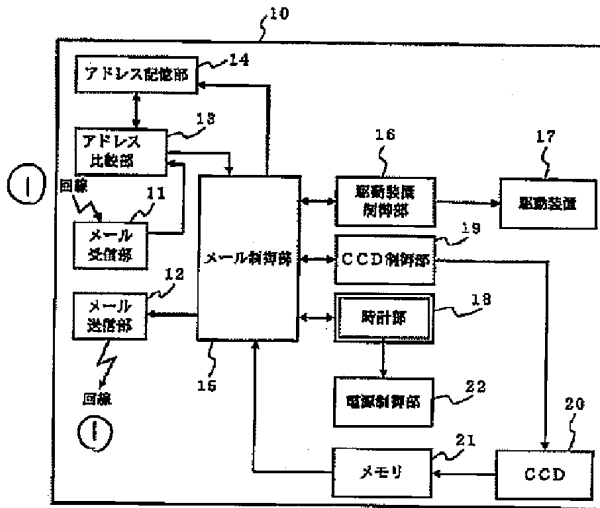 10
アドレス記憶部
14
アドレス
比較部
13
16
17
①
回線
11
駆動装置
制御部
駆動装置
メール
受信部
メール制御部
19
CCD制御部
12
メール
送信部
時計部
18
回線
15
電源制御部
22
①
21
20
メモリ
CCD